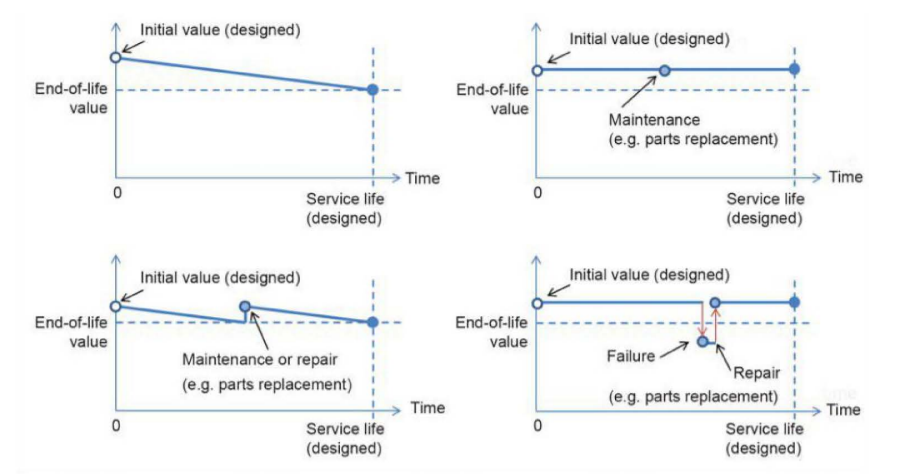 Initial value (designed)
End-of-life
value
Time
0
Service life
(designed)
Initial value (designed)
End-of-life
value
Maintenance
(e.g. parts replacement)
Time
0
Service life
(designed)
Initial value (designed)
End-of-life
value
Maintenance or repair
(e.g. parts replacement)
Time
0
Service life
(designed)
Initial value (designed)
End-of-life
value
Failure
Repair
(e.g. parts replacement)
Time
0
Service life
(designed)